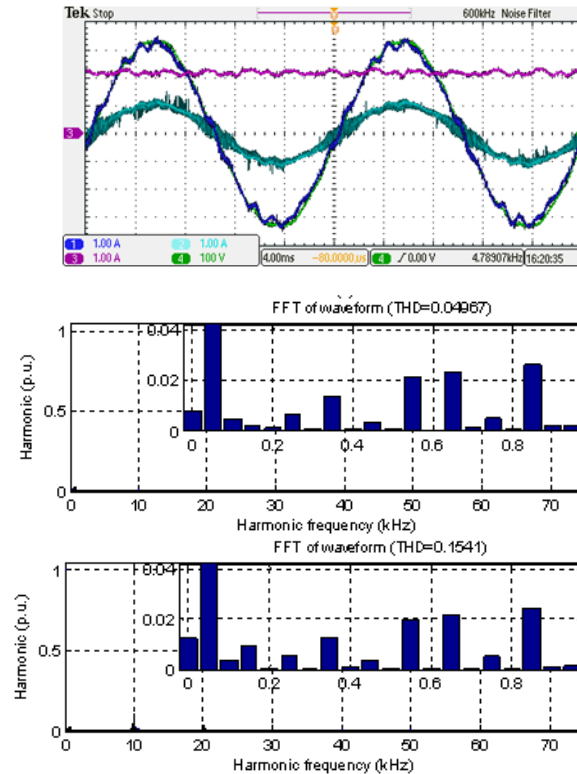 Tek Stop 600kHz Noise Filter
3
1 1.00 A 2 1.00 A
3 1.00 A 4 100 V
4.00ms -80.0000us 4 0.00 V 4.78907kHz 16:20:35
FFT of waveform (THD=0.04967)
1
0.5
0
Harmonic (p.u.)
0.04
0.02
0
0 0.2 0.4 0.6 0.8
0 10 20 30 40 50 60 70
Harmonic frequency (kHz)
FFT of waveform (THD=0.1541)
1
0.5
0
Harmonic (p.u.)
0.04
0.02
0
0 0.2 0.4 0.6 0.8
0 10 20 30 40 50 60 70
Harmonic frequency (kHz)